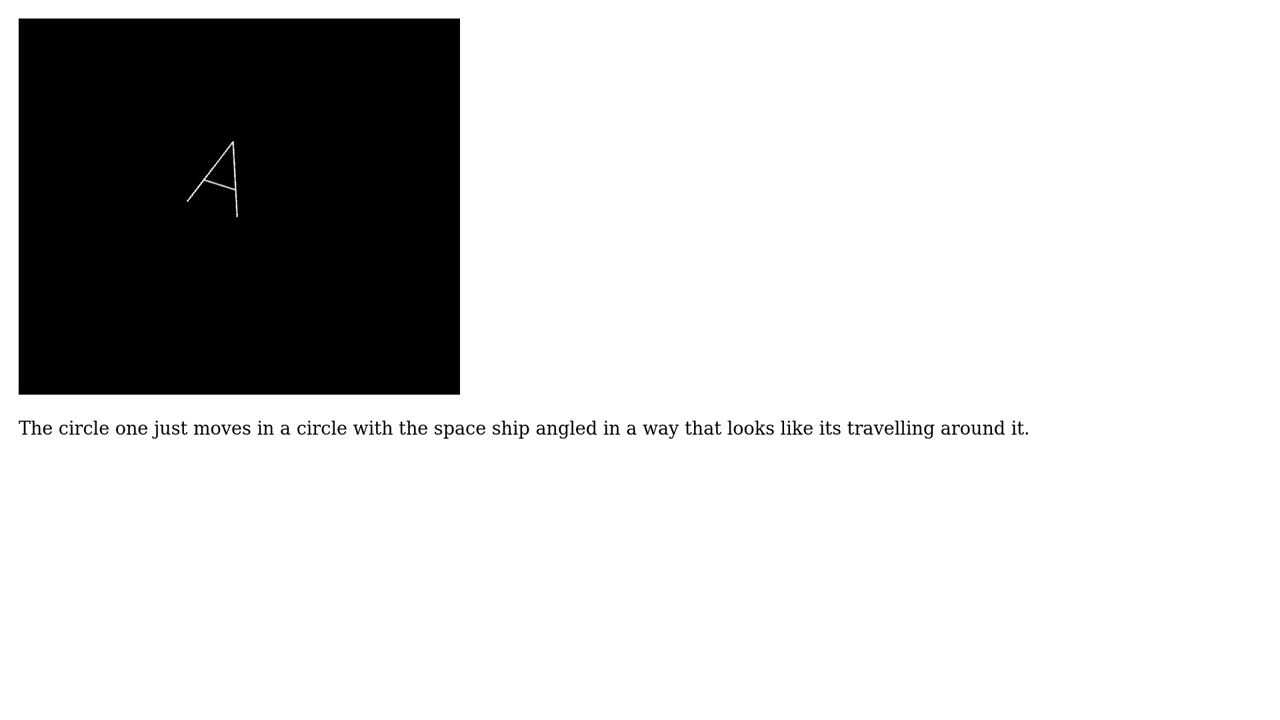 The circle one just moves in a circle with the space ship angled in a way that looks like its travelling around it.